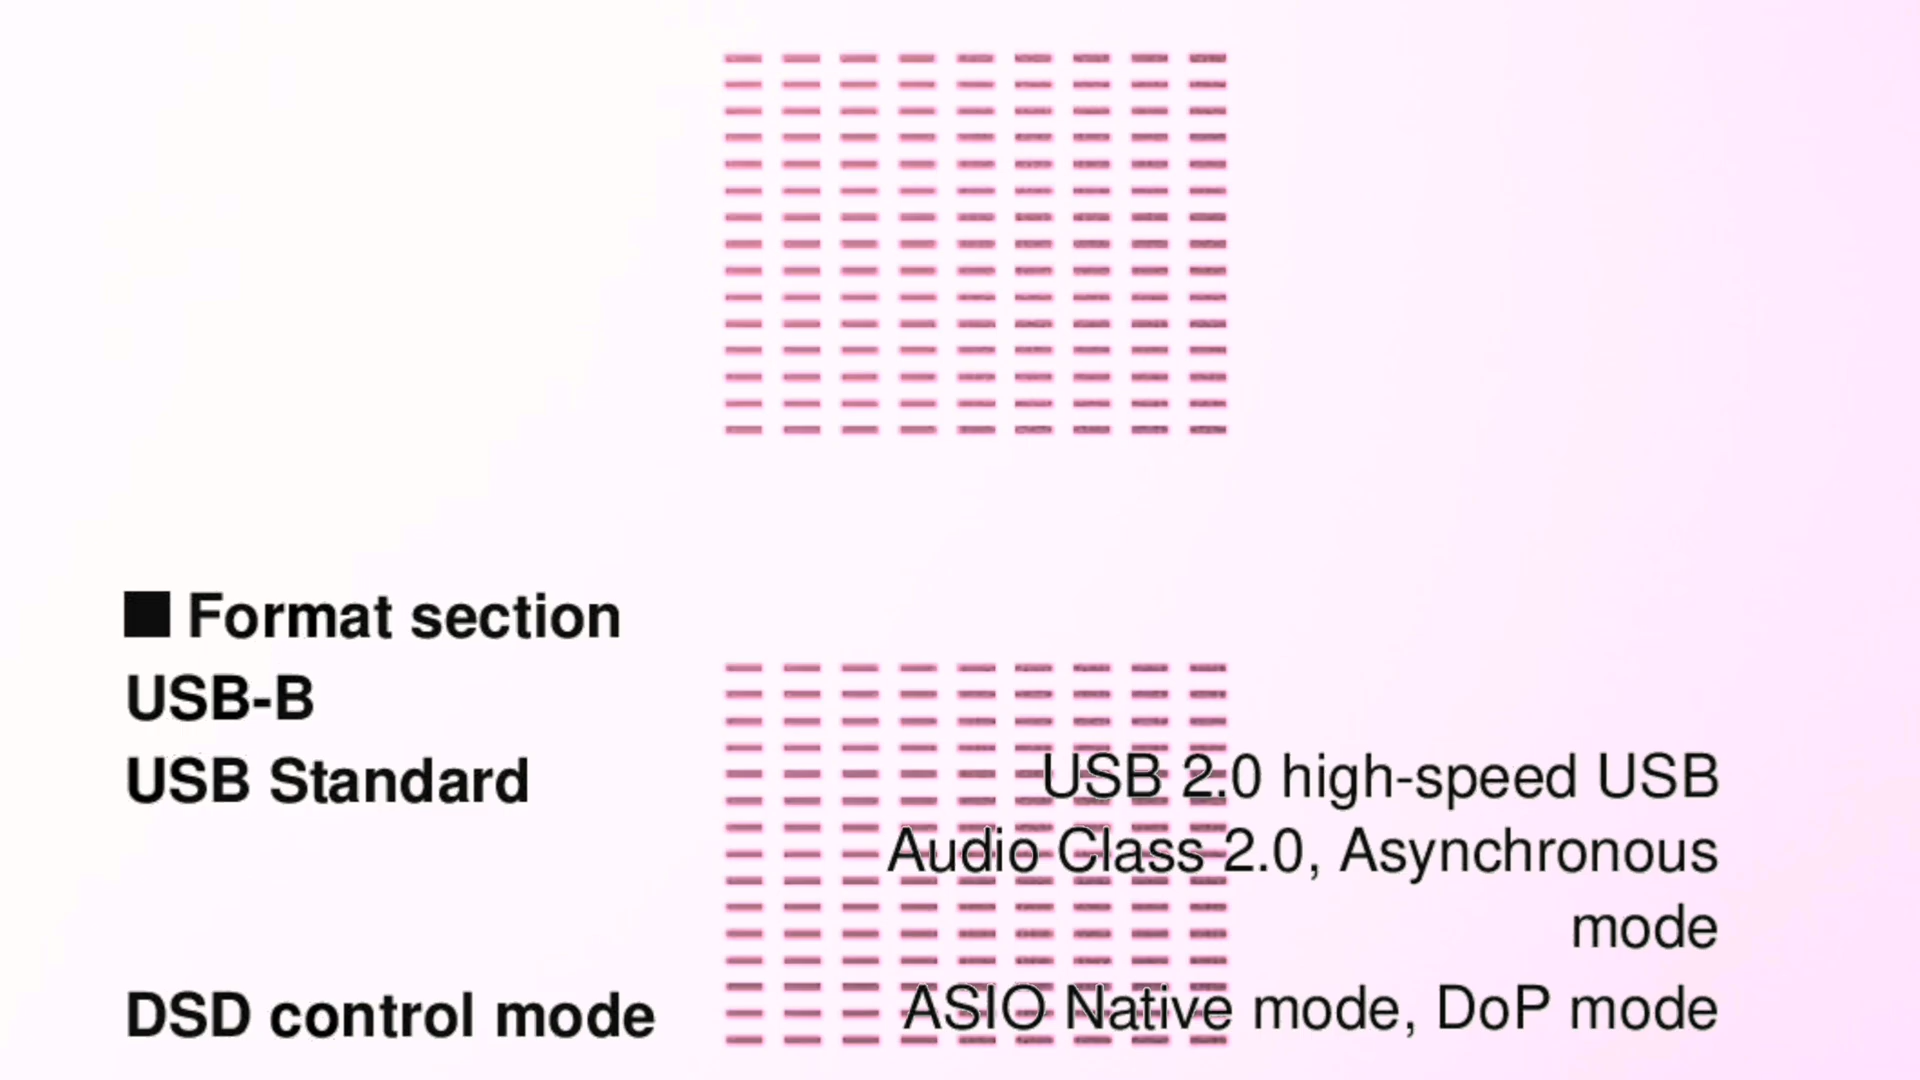 ■ Format section
USB-B
USB Standard USB 2.0 high-speed USB
Audio Class 2.0, Asynchronous
mode
DSD control mode ASIO Native mode, DoP mode